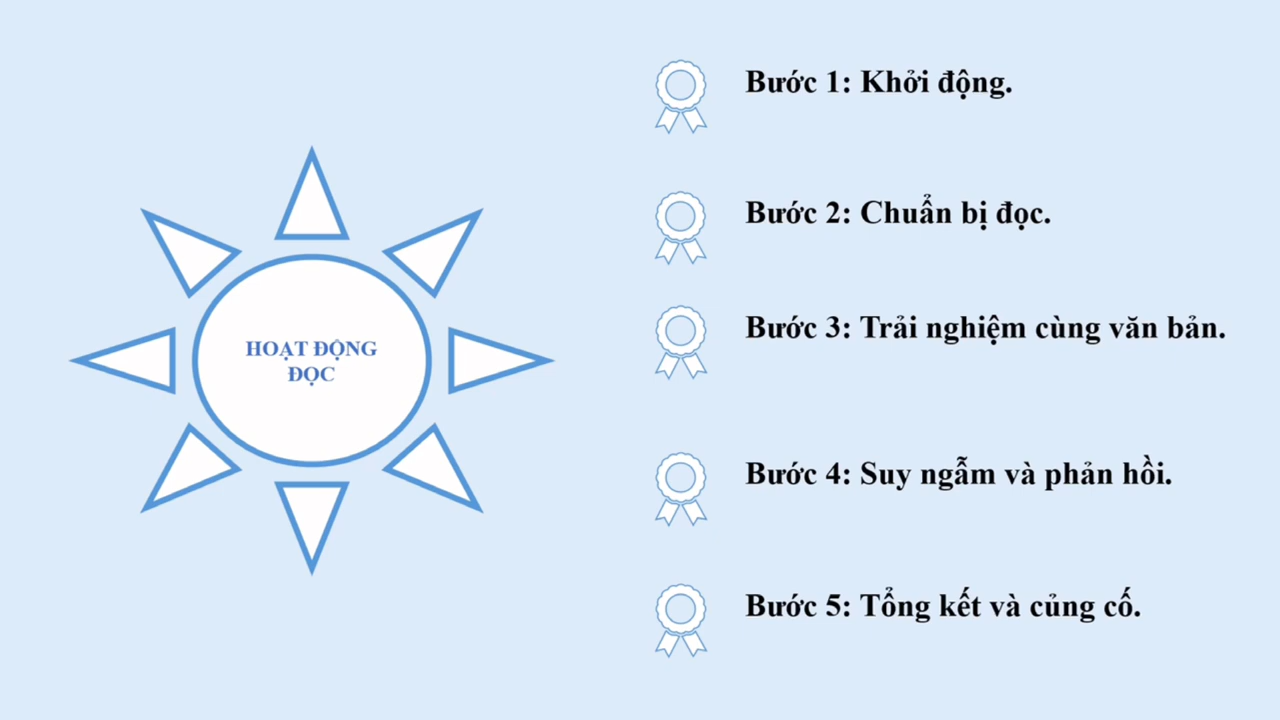 HOẠT ĐỘNG
ĐỌC
Bước 1: Khởi động.
Bước 2: Chuẩn bị đọc.
Bước 3: Trải nghiệm cùng văn bản.
Bước 4: Suy ngẫm và phản hồi.
Bước 5: Tổng kết và củng cố.